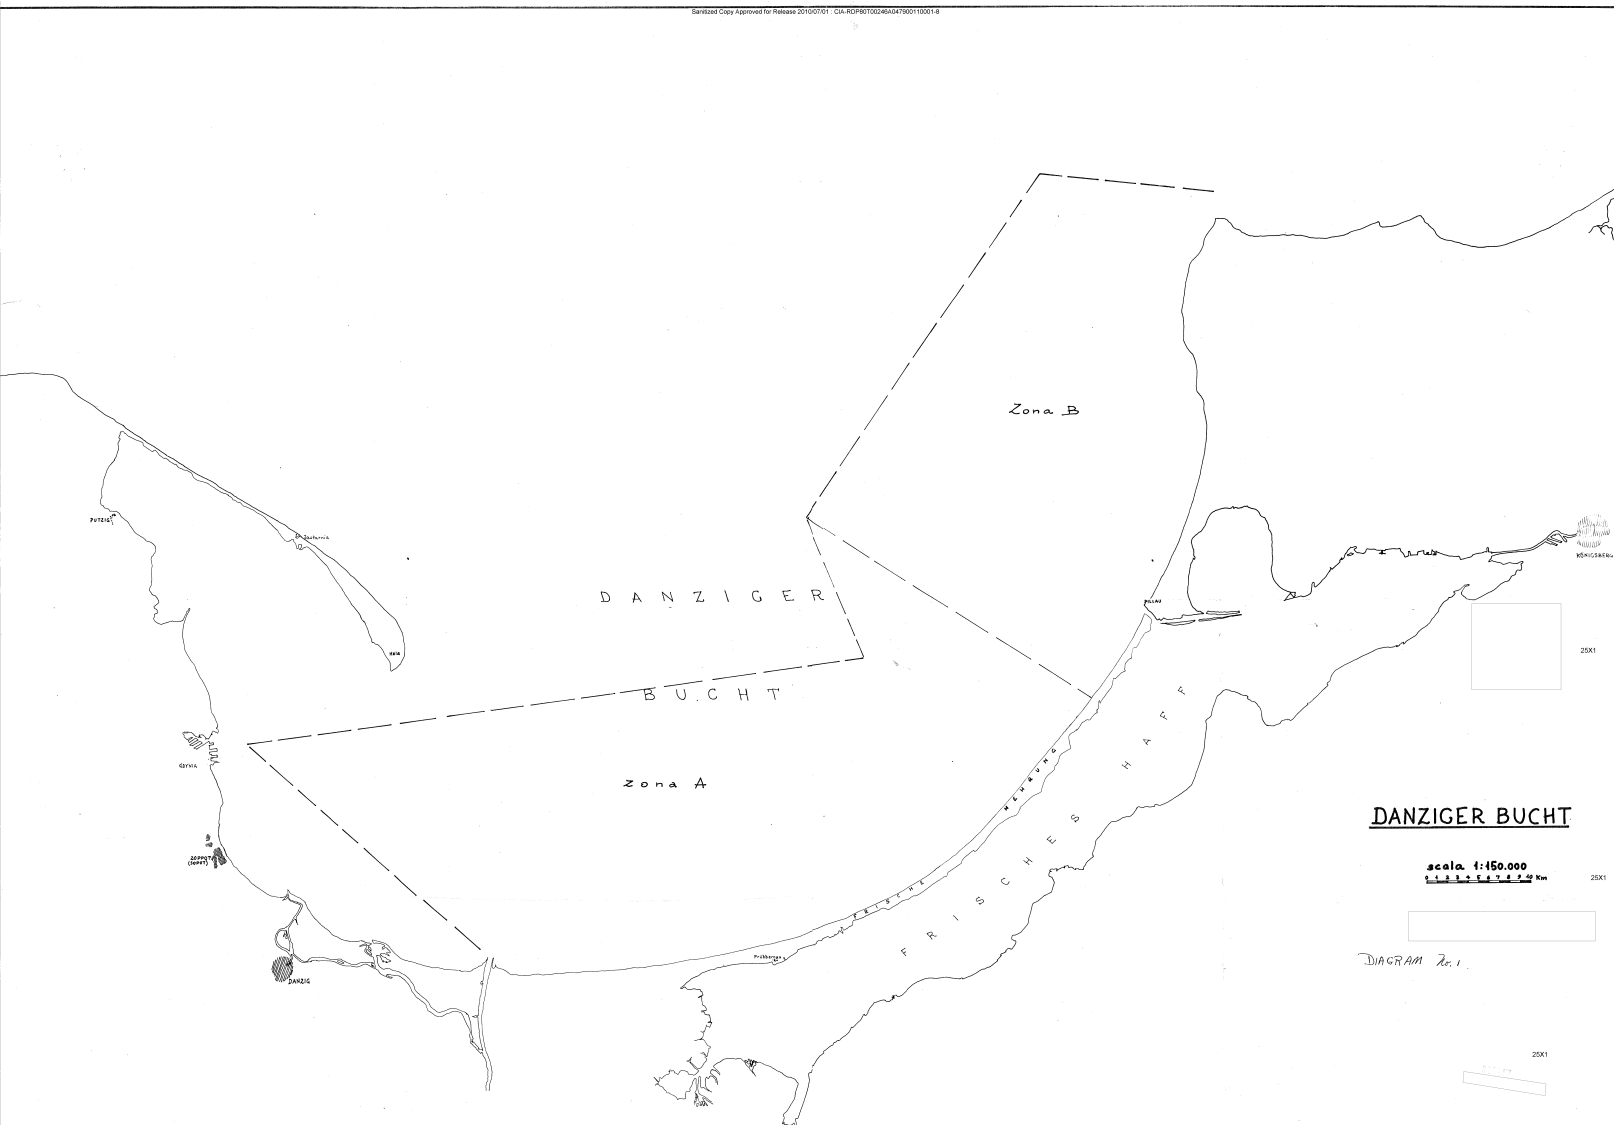 Sanitized Copy Approved for Release 2010/07/01 : CIA-RDP80T00246A047900110001-8
Zona B
PUTZIG
Jastarnia
KÖNIGSBERG
DANZIGER
PILLAU
Hela
25X1
BUCHT
FRISCHES HAFF
GDYNIA
Zona A
FRISCHE NEHRUNG
DANZIGER BUCHT
ZOPPOT
(SOPOT)
scala 1:150.000
0 1 2 3 4 5 6 7 8 9 10 Km
25X1
DIAGRAM No. 1.
DANZIG
25X1